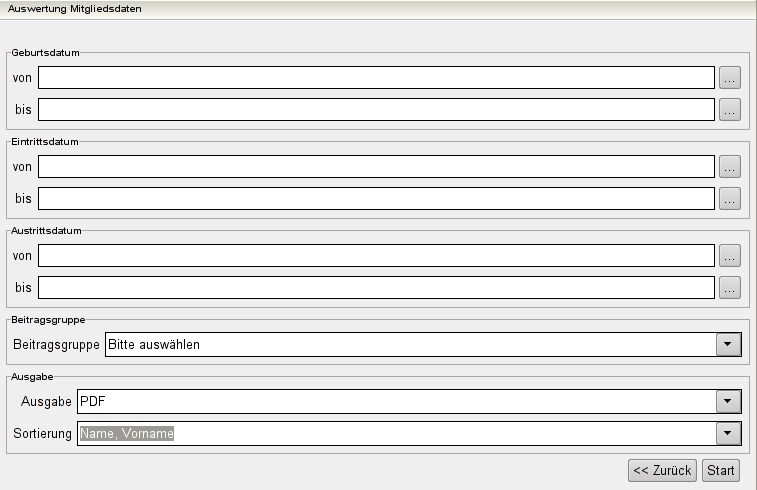 Auswertung Mitgliedsdaten
Geburtsdatum
von ...
bis ...
Eintrittsdatum
von ...
bis ...
Austrittsdatum
von ...
bis ...
Beitragsgruppe
Beitragsgruppe Bitte auswählen
Ausgabe
Ausgabe PDF
Sortierung Name, Vorname
<< Zurück Start